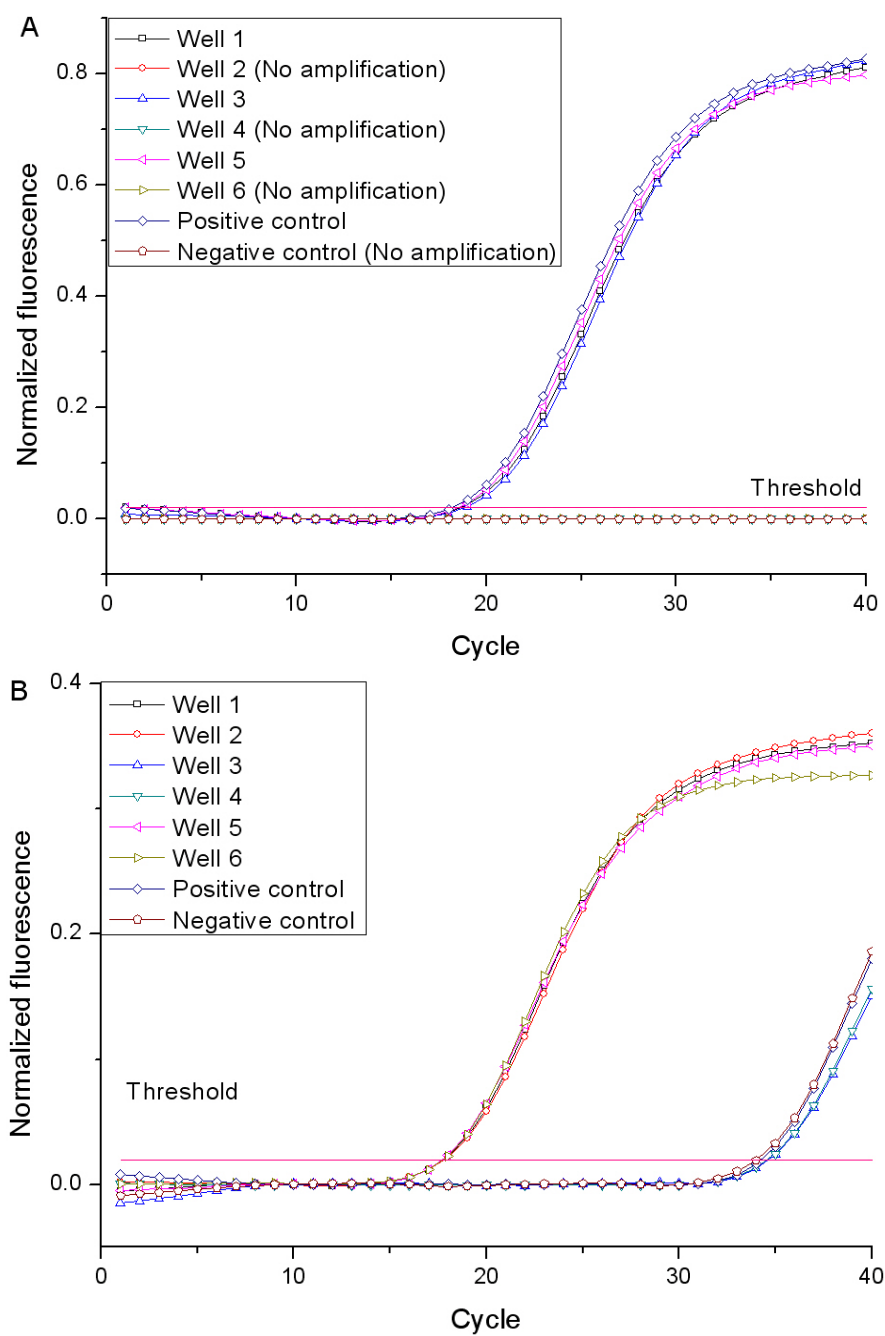 A
Well 1
Well 2 (No amplification)
Well 3
Well 4 (No amplification)
Well 5
Well 6 (No amplification)
Positive control
Negative control (No amplification)
0.8
0.6
0.4
0.2
0.0
Normalized fluorescence
Threshold
0 10 20 30 40
Cycle
B
Well 1
Well 2
Well 3
Well 4
Well 5
Well 6
Positive control
Negative control
0.4
0.2
0.0
Normalized fluorescence
Threshold
0 10 20 30 40
Cycle